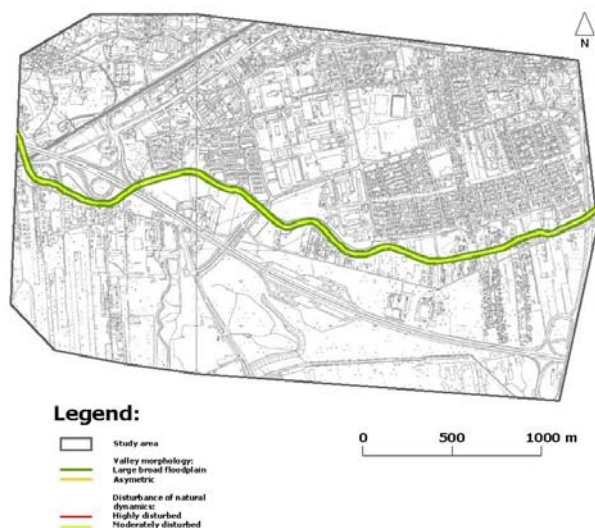 N
Legend:
Study area
Valley morphology:
Large broad floodplain
Asymetric
Disturbance of natural
dynamics:
Highly disturbed
Moderately disturbed
0 500 1000 m